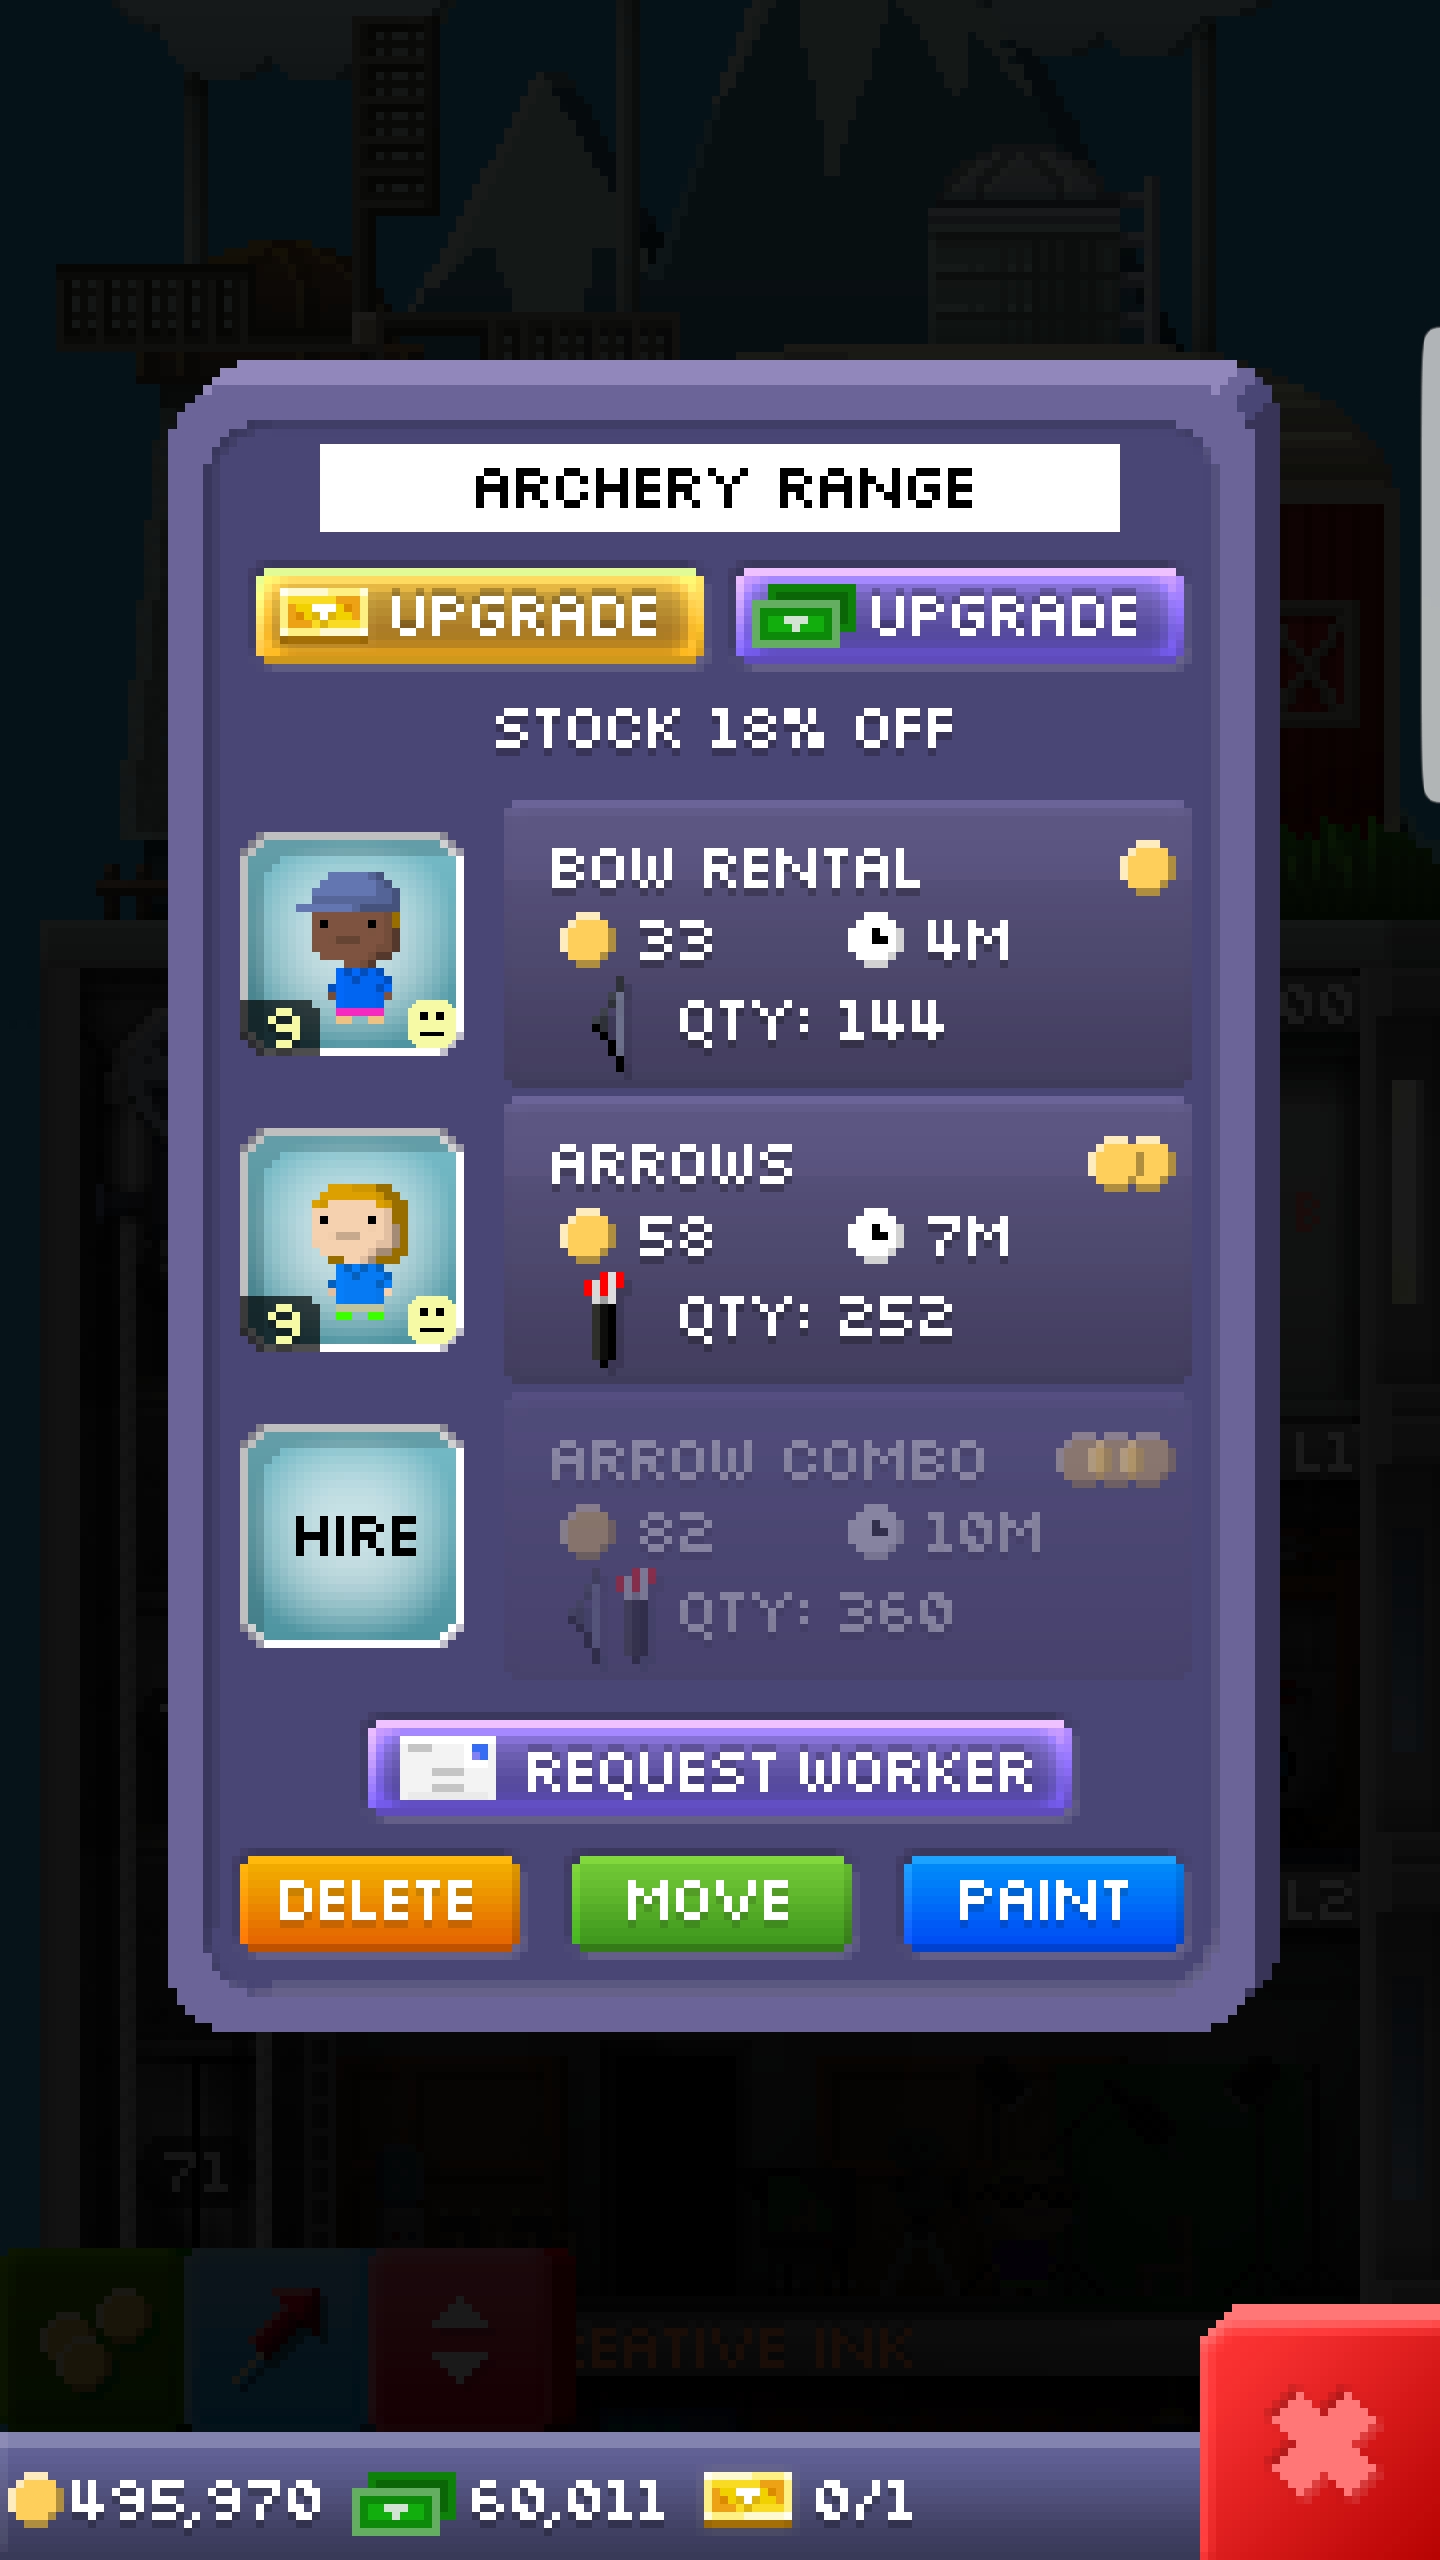 ARCHERY RANGE
UPGRADE UPGRADE
STOCK 18% OFF
BOW RENTAL
33 4M
9 QTY: 144
ARROWS
58 7M
9 QTY: 252
ARROW COMBO
HIRE 82 10M
QTY: 360
REQUEST WORKER
DELETE MOVE PAINT
L1
L2
71
EATIVE INK
495,970 60,011 0/1